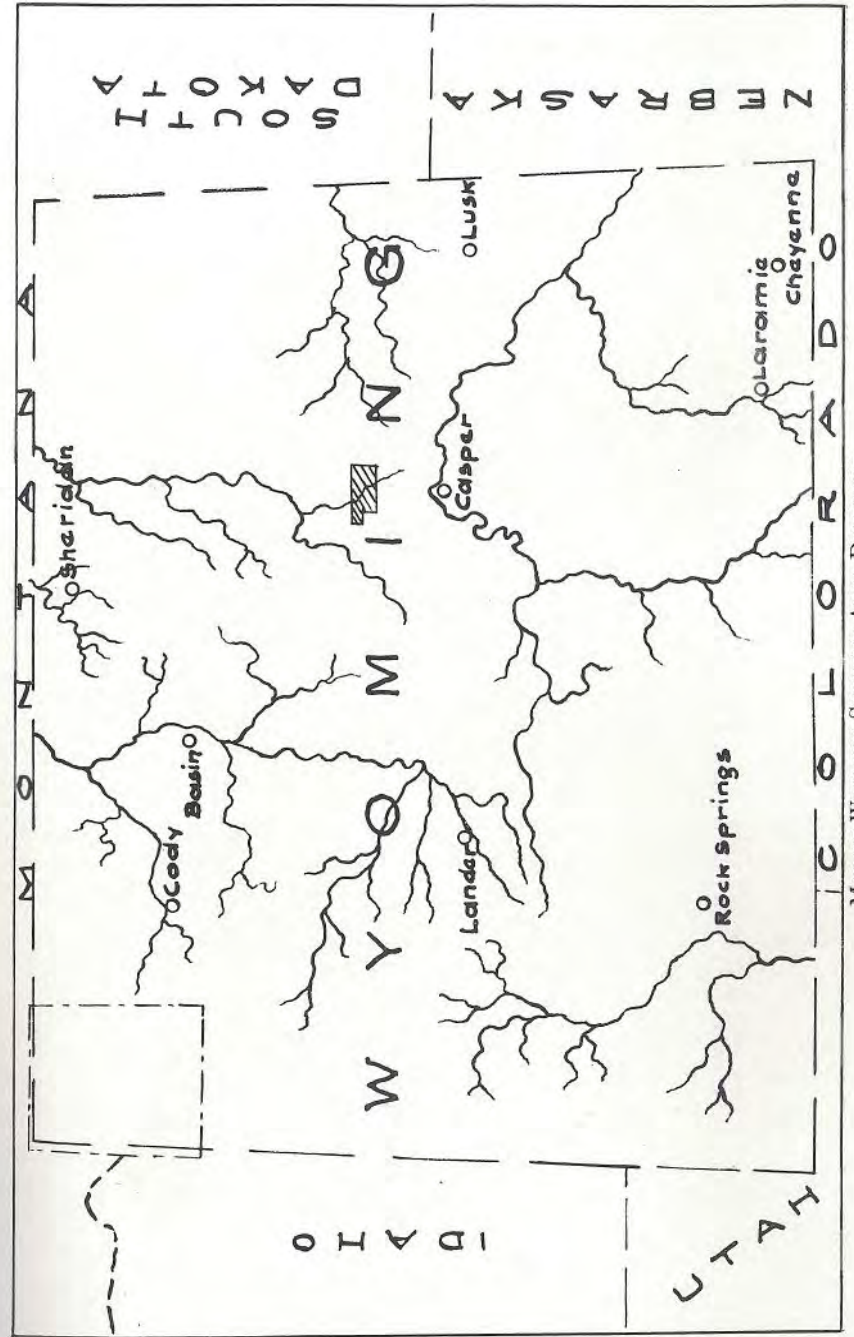 MONTANA
SOUTH
DAKOTA
Sheridan
Cody
Basin
WYOMING
Lander
Casper
Lusk
IDAHO
NEBRASKA
Rock Springs
Laramie
Cheyenne
UTAH
COLORADO